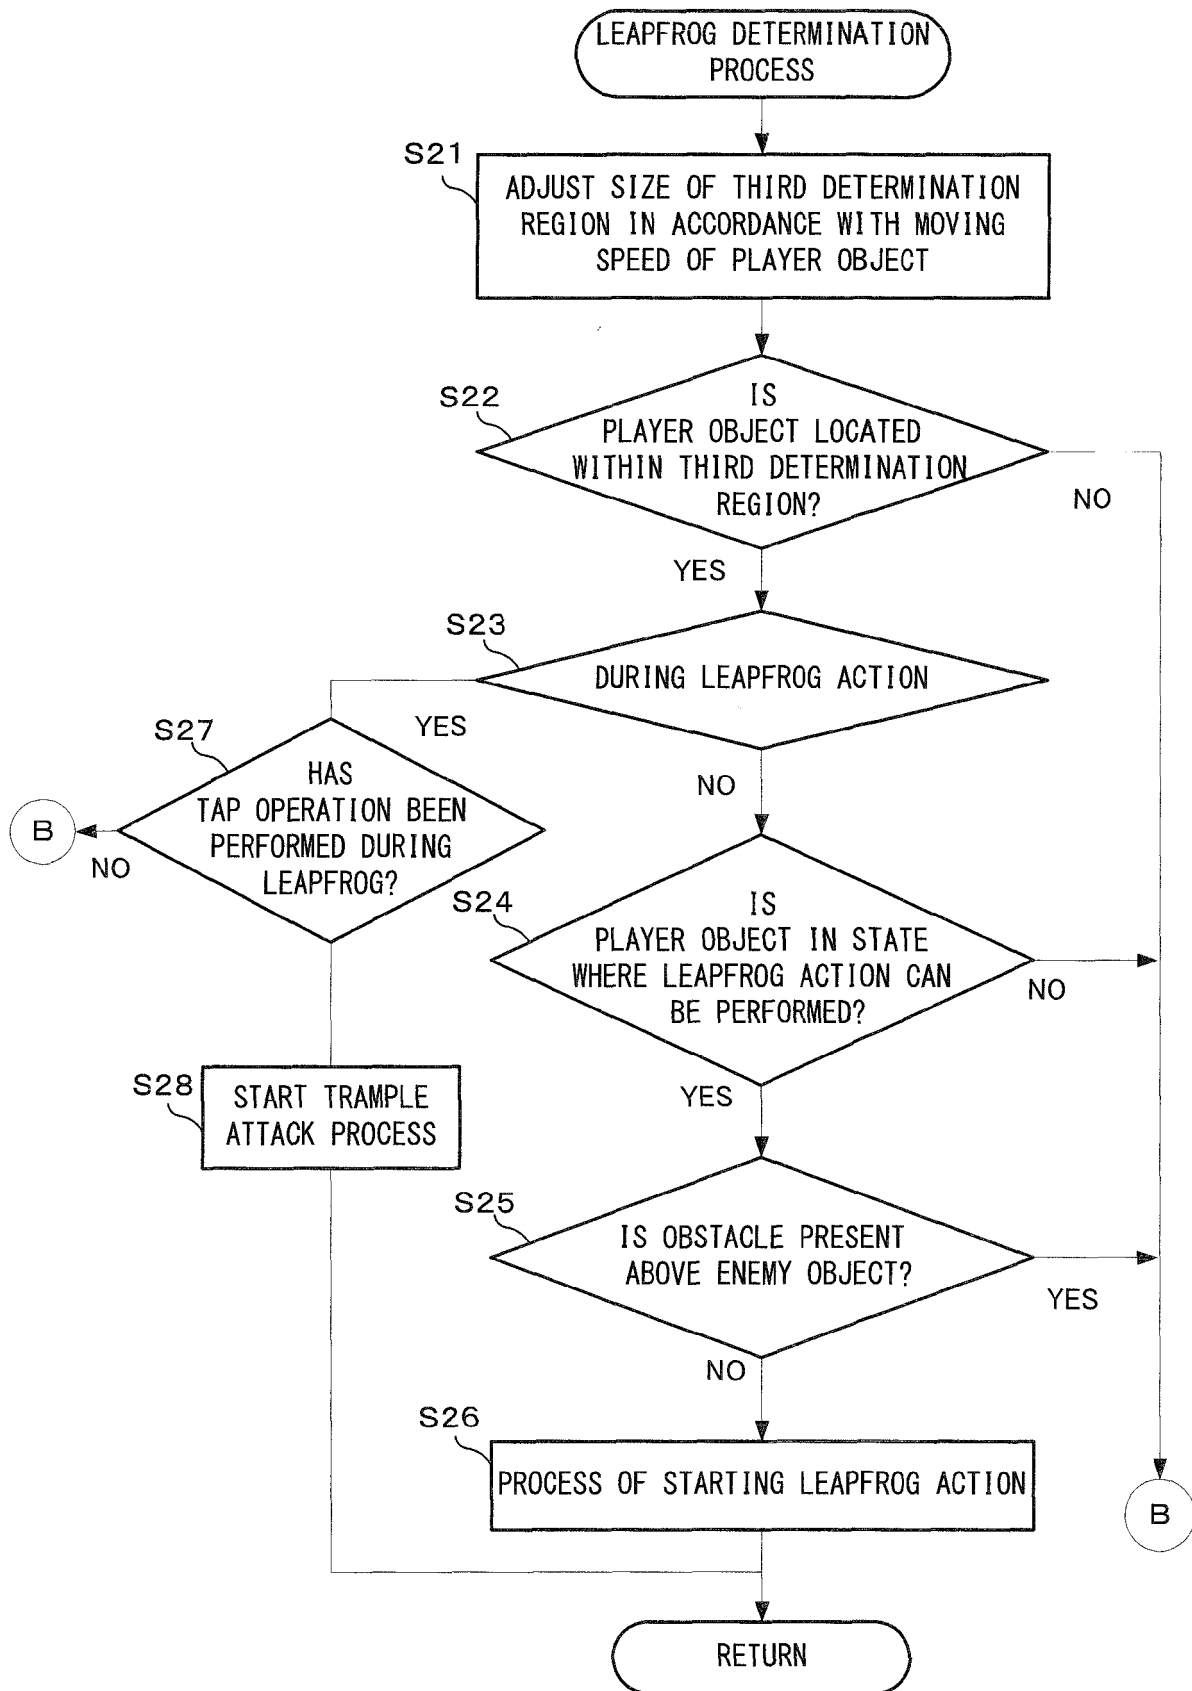 LEAPFROG DETERMINATION
PROCESS
S21
ADJUST SIZE OF THIRD DETERMINATION
REGION IN ACCORDANCE WITH MOVING
SPEED OF PLAYER OBJECT
S22
IS
PLAYER OBJECT LOCATED
WITHIN THIRD DETERMINATION
REGION?
NO
YES
S23
DURING LEAPFROG ACTION
YES
NO
S27
HAS
TAP OPERATION BEEN
PERFORMED DURING
LEAPFROG?
B
NO
S24
IS
PLAYER OBJECT IN STATE
WHERE LEAPFROG ACTION CAN
BE PERFORMED?
NO
YES
S28
START TRAMPLE
ATTACK PROCESS
S25
IS OBSTACLE PRESENT
ABOVE ENEMY OBJECT?
YES
NO
S26
PROCESS OF STARTING LEAPFROG ACTION
B
RETURN